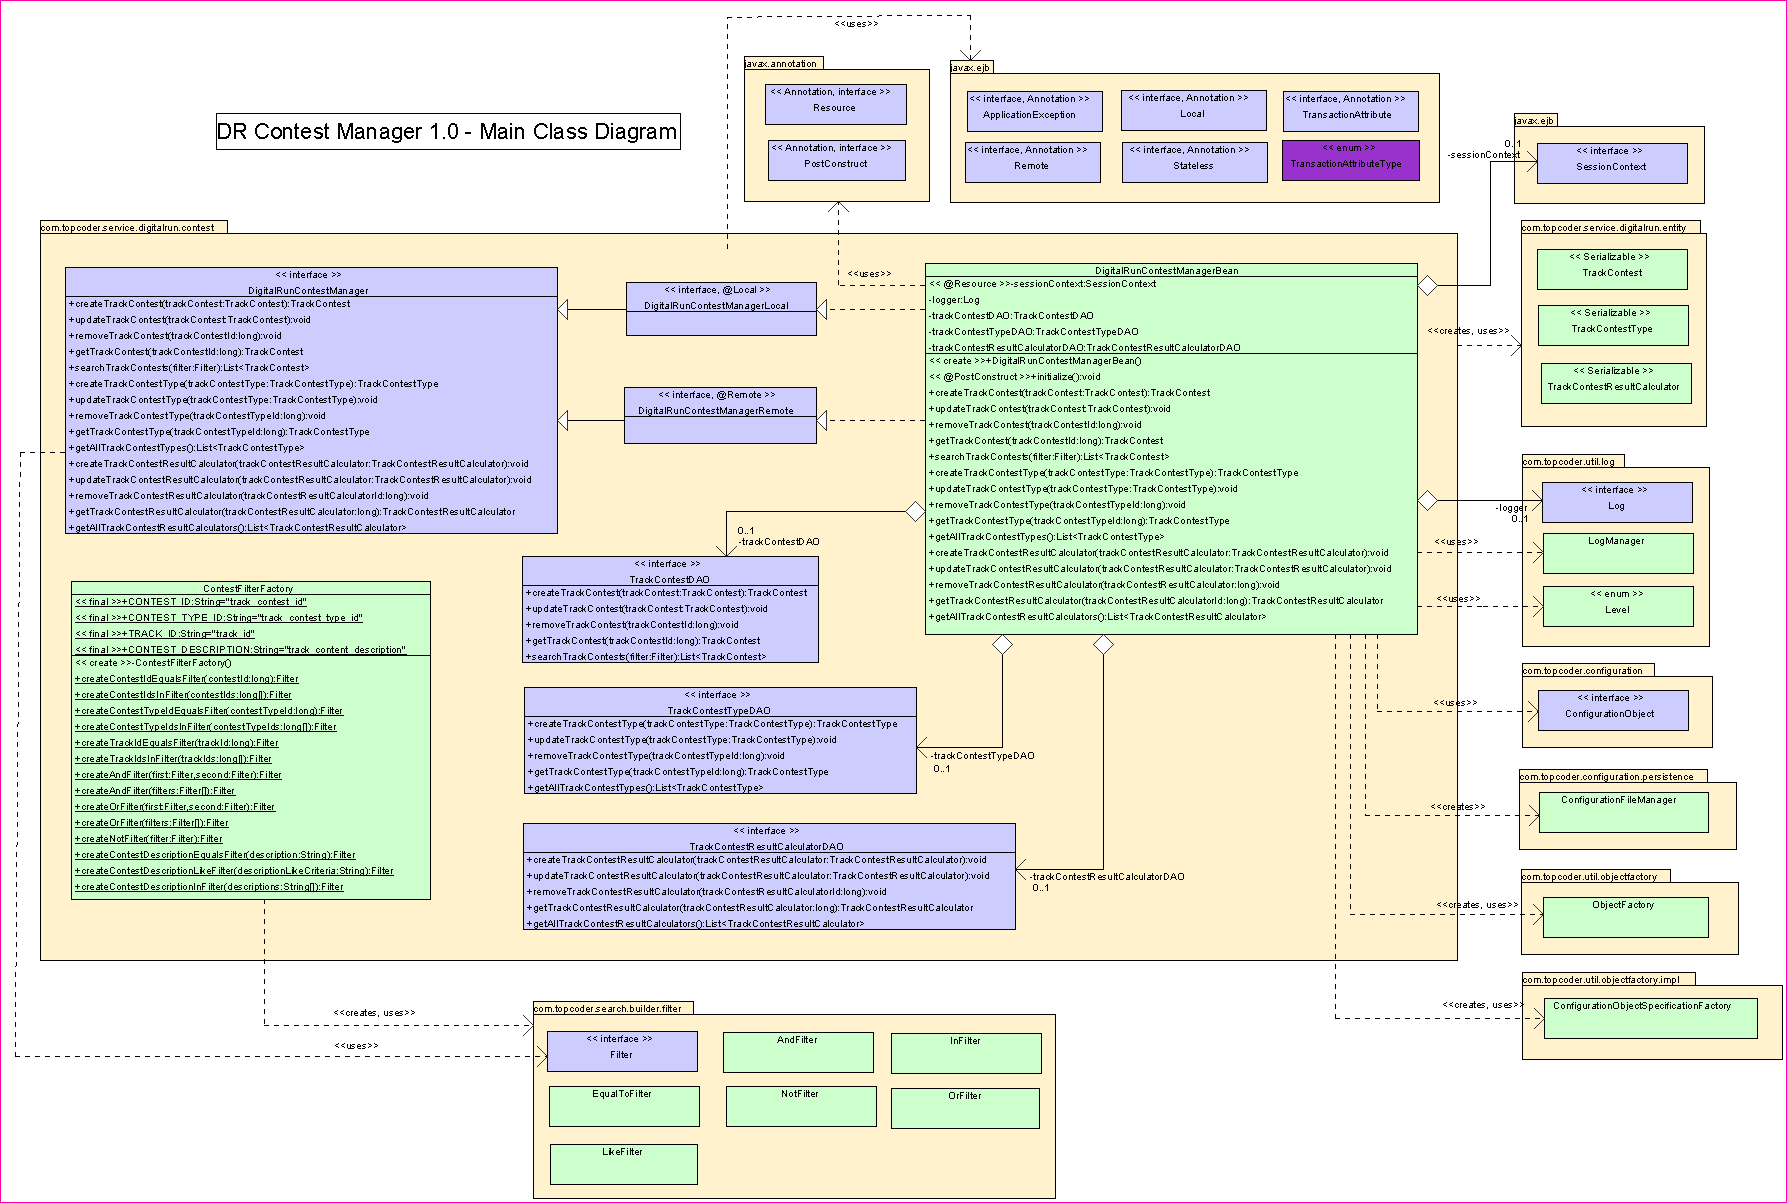 <<uses>>
javax.annotation
<< Annotation, interface >>
Resource
<< Annotation, interface >>
PostConstruct
javax.ejb
<< interface, Annotation >>
ApplicationException
<< interface, Annotation >>
Local
<< interface, Annotation >>
TransactionAttribute
<< interface, Annotation >>
Remote
<< interface, Annotation >>
Stateless
<< enum >>
TransactionAttributeType
DR Contest Manager 1.0 - Main Class Diagram
javax.ejb
0..1
-sessionContext
<< interface >>
SessionContext
com.topcoder.service.digitalrun.contest
<< interface >>
DigitalRunContestManager
+createTrackContest(trackContest:TrackContest):TrackContest
+updateTrackContest(trackContest:TrackContest):void
+removeTrackContest(trackContestId:long):void
+getTrackContest(trackContestId:long):TrackContest
+searchTrackContests(filter:Filter):List<TrackContest>
+createTrackContestType(trackContestType:TrackContestType):TrackContestType
+updateTrackContestType(trackContestType:TrackContestType):void
+removeTrackContestType(trackContestTypeId:long):void
+getTrackContestType(trackContestTypeId:long):TrackContestType
+getAllTrackContestTypes():List<TrackContestType>
+createTrackContestResultCalculator(trackContestResultCalculator:TrackContestResultCalculator):void
+updateTrackContestResultCalculator(trackContestResultCalculator:TrackContestResultCalculator):void
+removeTrackContestResultCalculator(trackContestResultCalculatorId:long):void
+getTrackContestResultCalculator(trackContestResultCalculator:long):TrackContestResultCalculator
+getAllTrackContestResultCalculators():List<TrackContestResultCalculator>
<< interface, @Local >>
DigitalRunContestManagerLocal
<< interface, @Remote >>
DigitalRunContestManagerRemote
<<uses>>
DigitalRunContestManagerBean
<< @Resource >>-sessionContext:SessionContext
-logger:Log
-trackContestDAO:TrackContestDAO
-trackContestTypeDAO:TrackContestTypeDAO
-trackContestResultCalculatorDAO:TrackContestResultCalculatorDAO
<< create >>+DigitalRunContestManagerBean()
<< @PostConstruct >>+initialize():void
+createTrackContest(trackContest:TrackContest):TrackContest
+updateTrackContest(trackContest:TrackContest):void
+removeTrackContest(trackContestId:long):void
+getTrackContest(trackContestId:long):TrackContest
+searchTrackContests(filter:Filter):List<TrackContest>
+createTrackContestType(trackContestType:TrackContestType):TrackContestType
+updateTrackContestType(trackContestType:TrackContestType):void
+removeTrackContestType(trackContestTypeId:long):void
+getTrackContestType(trackContestTypeId:long):TrackContestType
+getAllTrackContestTypes():List<TrackContestType>
+createTrackContestResultCalculator(trackContestResultCalculator:TrackContestResultCalculator):void
+updateTrackContestResultCalculator(trackContestResultCalculator:TrackContestResultCalculator):void
+removeTrackContestResultCalculator(trackContestResultCalculator:long):void
+getTrackContestResultCalculator(trackContestResultCalculatorId:long):TrackContestResultCalculator
+getAllTrackContestResultCalculators():List<TrackContestResultCalculator>
com.topcoder.service.digitalrun.entity
<< Serializable >>
TrackContest
<< Serializable >>
TrackContestType
<< Serializable >>
TrackContestResultCalculator
<<creates, uses>>
com.topcoder.util.log
<< interface >>
Log
-logger
0..1
LogManager
<<uses>>
<< enum >>
Level
<<uses>>
0..1
-trackContestDAO
<< interface >>
TrackContestDAO
+createTrackContest(trackContest:TrackContest):TrackContest
+updateTrackContest(trackContest:TrackContest):void
+removeTrackContest(trackContestId:long):void
+getTrackContest(trackContestId:long):TrackContest
+searchTrackContests(filter:Filter):List<TrackContest>
ContestFilterFactory
<< final >>+CONTEST_ID:String="track_contest_id"
<< final >>+CONTEST_TYPE_ID:String="track_contest_type_id"
<< final >>+TRACK_ID:String="track_id"
<< final >>+CONTEST_DESCRIPTION:String="track_content_description"
<< create >>-ContestFilterFactory()
+createContestIdEqualsFilter(contestId:long):Filter
+createContestIdsInFilter(contestIds:long[]):Filter
+createContestTypeIdEqualsFilter(contestTypeId:long):Filter
+createContestTypeIdsInFilter(contestTypeIds:long[]):Filter
+createTrackIdEqualsFilter(trackId:long):Filter
+createTrackIdsInFilter(trackIds:long[]):Filter
+createAndFilter(first:Filter,second:Filter):Filter
+createAndFilter(filters:Filter[]):Filter
+createOrFilter(first:Filter,second:Filter):Filter
+createOrFilter(filters:Filter[]):Filter
+createNotFilter(filter:Filter):Filter
+createContestDescriptionEqualsFilter(description:String):Filter
+createContestDescriptionLikeFilter(descriptionLikeCriteria:String):Filter
+createContestDescriptionInFilter(descriptions:String[]):Filter
<< interface >>
TrackContestTypeDAO
+createTrackContestType(trackContestType:TrackContestType):TrackContestType
+updateTrackContestType(trackContestType:TrackContestType):void
+removeTrackContestType(trackContestTypeId:long):void
+getTrackContestType(trackContestTypeId:long):TrackContestType
+getAllTrackContestTypes():List<TrackContestType>
-trackContestTypeDAO
0..1
<< interface >>
TrackContestResultCalculatorDAO
+createTrackContestResultCalculator(trackContestResultCalculator:TrackContestResultCalculator):void
+updateTrackContestResultCalculator(trackContestResultCalculator:TrackContestResultCalculator):void
+removeTrackContestResultCalculator(trackContestResultCalculatorId:long):void
+getTrackContestResultCalculator(trackContestResultCalculator:long):TrackContestResultCalculator
+getAllTrackContestResultCalculators():List<TrackContestResultCalculator>
-trackContestResultCalculatorDAO
0..1
com.topcoder.configuration
<< interface >>
ConfigurationObject
<<uses>>
com.topcoder.configuration.persistence
ConfigurationFileManager
<<creates>>
com.topcoder.util.objectfactory
ObjectFactory
<<creates, uses>>
com.topcoder.util.objectfactory.impl
ConfigurationObjectSpecificationFactory
<<creates, uses>>
<<creates, uses>>
<<uses>>
com.topcoder.search.builder.filter
<< interface >>
Filter
AndFilter
InFilter
EqualToFilter
NotFilter
OrFilter
LikeFilter